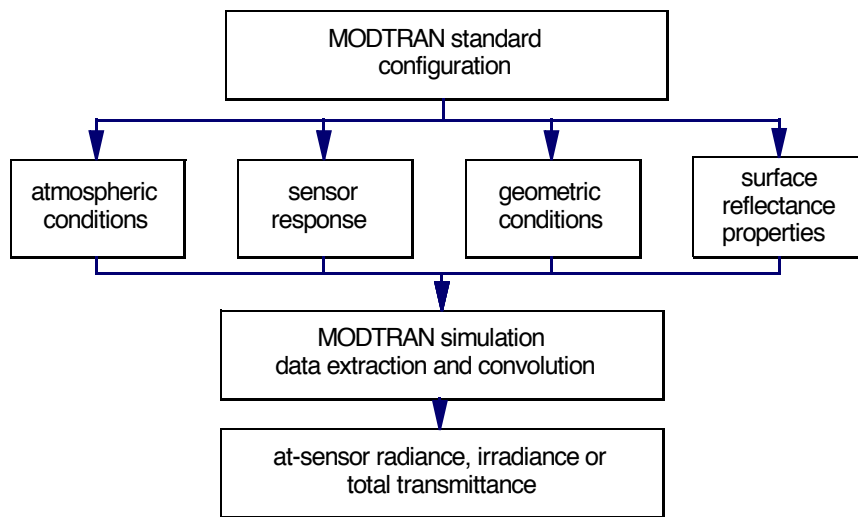 MODTRAN standard
configuration
atmospheric
conditions
sensor
response
geometric
conditions
surface
reflectance
properties
MODTRAN simulation
data extraction and convolution
at-sensor radiance, irradiance or
total transmittance